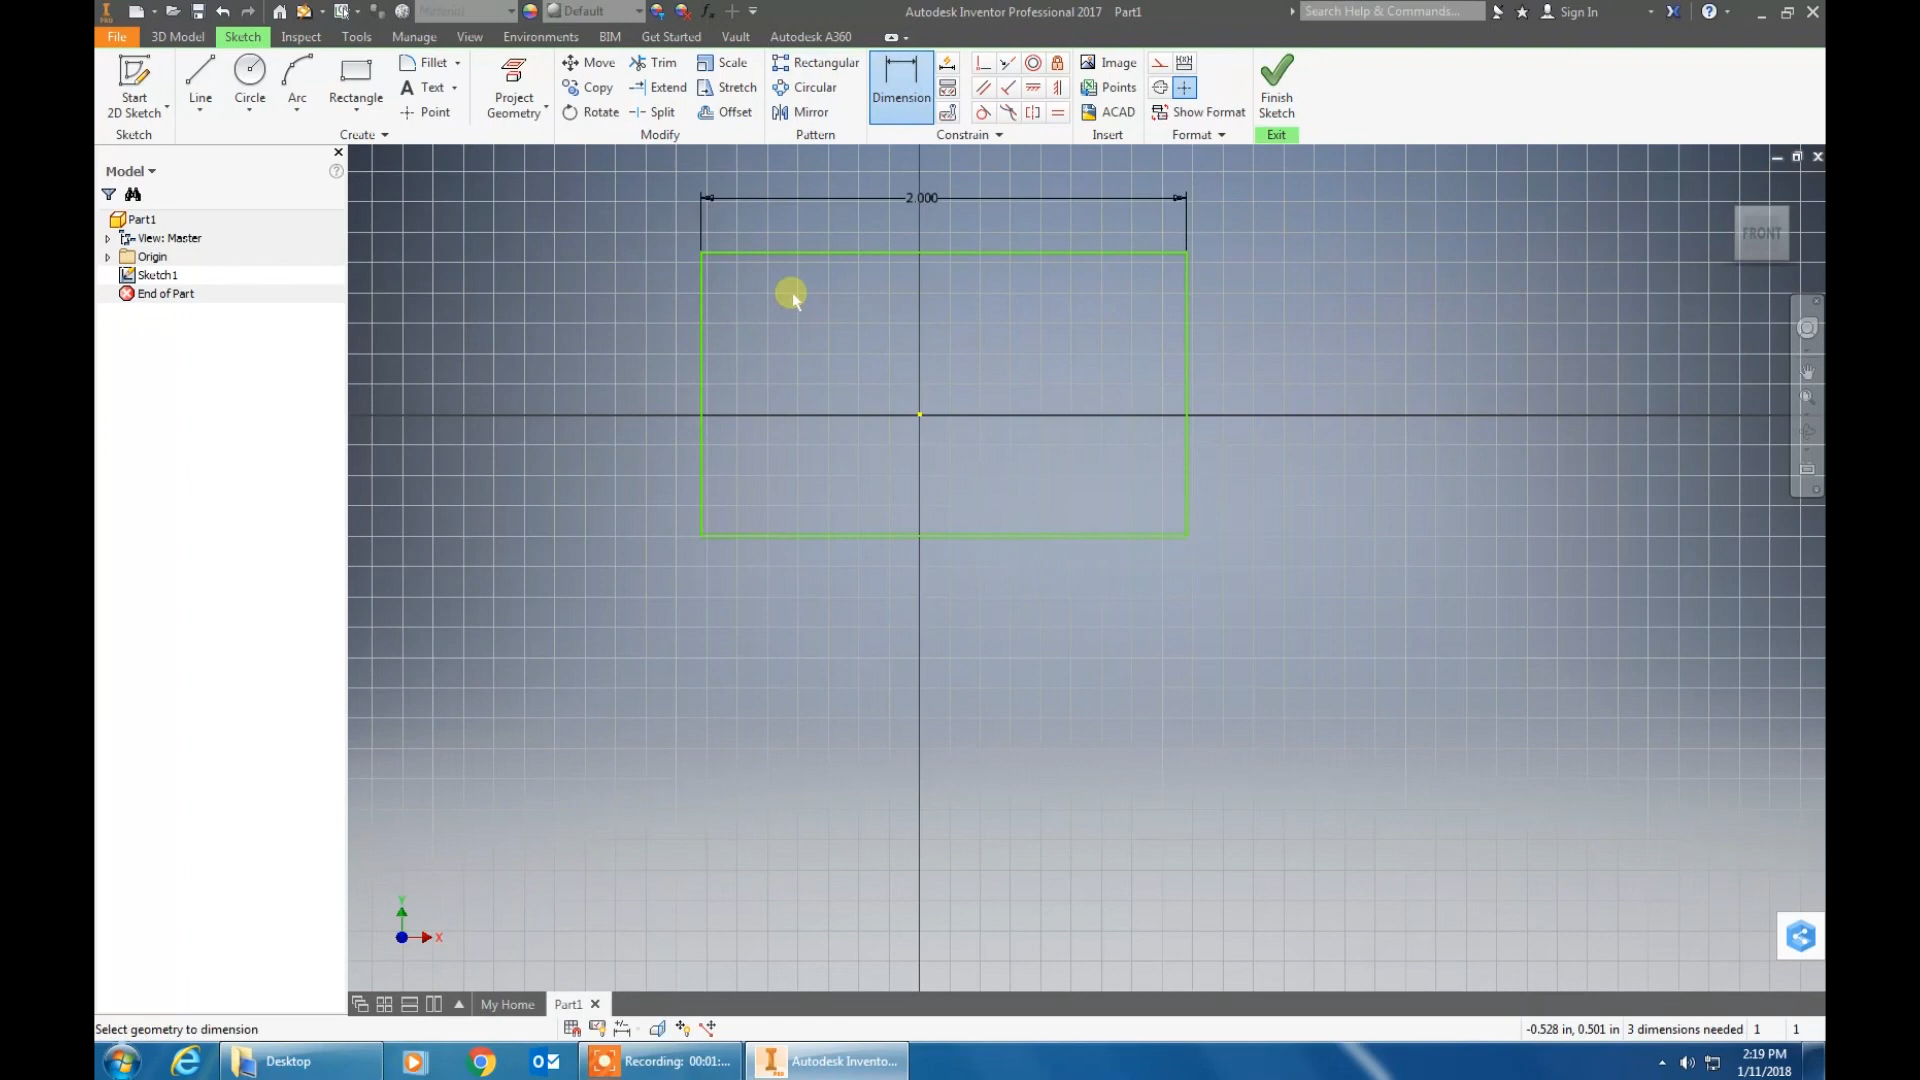 Material
Default
Autodesk Inventor Professional 2017 Part1
Search Help & Commands...
Sign In
File 3D Model Sketch Inspect Tools Manage View Environments BIM Get Started Vault Autodesk A360
Start 2D Sketch
Line
Circle
Arc
Rectangle
Fillet
Text
Point
Project Geometry
Move
Copy
Rotate
Trim
Extend
Split
Scale
Stretch
Offset
Rectangular
Circular
Mirror
Dimension
Image
Points
ACAD
Show Format
Finish Sketch
Sketch Create Modify Pattern Constrain Insert Format Exit
Model
Part1
View: Master
Origin
Sketch1
End of Part
2.000
FRONT
Y
X
My Home Part1
Select geometry to dimension
-0.528 in, 0.501 in 3 dimensions needed 1 1
Desktop
Recording: 00:01:...
Autodesk Invento...
2:19 PM
1/11/2018